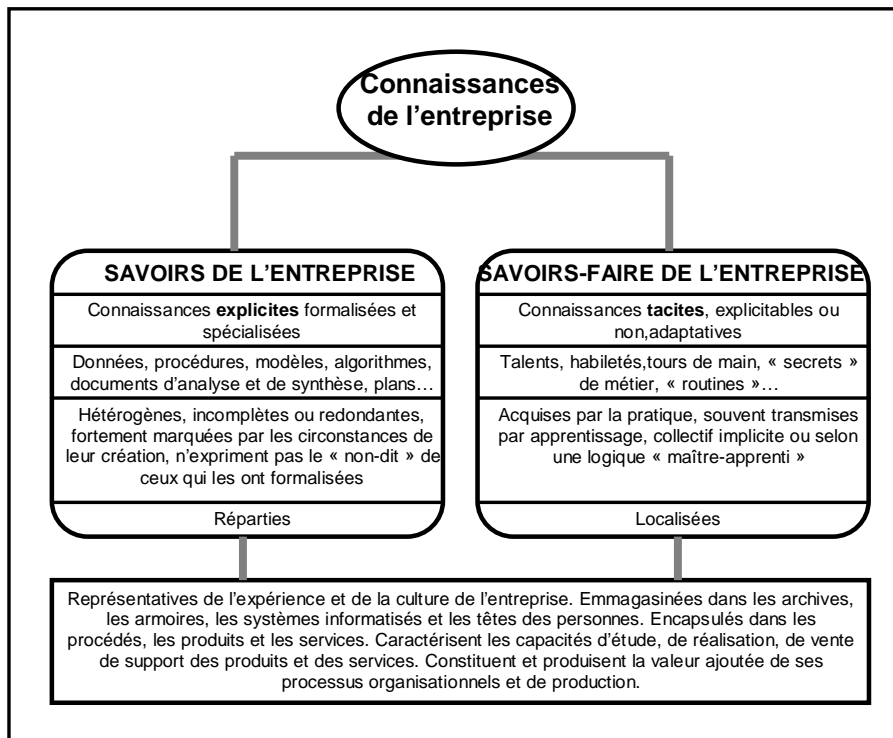 Connaissances
de l'entreprise
SAVOIRS DE L'ENTREPRISE
Connaissances explicites formalisées et
spécialisées
Données, procédures, modèles, algorithmes,
documents d'analyse et de synthèse, plans…
Hétérogènes, incomplètes ou redondantes,
fortement marquées par les circonstances de
leur création, n'expriment pas le « non-dit » de
ceux qui les ont formalisées
Réparties
SAVOIRS-FAIRE DE L'ENTREPRISE
Connaissances tacites, explicitables ou
non,adaptatives
Talents, habiletés,tours de main, « secrets »
de métier, « routines »…
Acquises par la pratique, souvent transmises
par apprentissage, collectif implicite ou selon
une logique « maître-apprenti »
Localisées
Représentatives de l'expérience et de la culture de l'entreprise. Emmagasinées dans les archives,
les armoires, les systèmes informatisés et les têtes des personnes. Encapsulés dans les
procédés, les produits et les services. Caractérisent les capacités d'étude, de réalisation, de vente
de support des produits et des services. Constituent et produisent la valeur ajoutée de ses
processus organisationnels et de production.